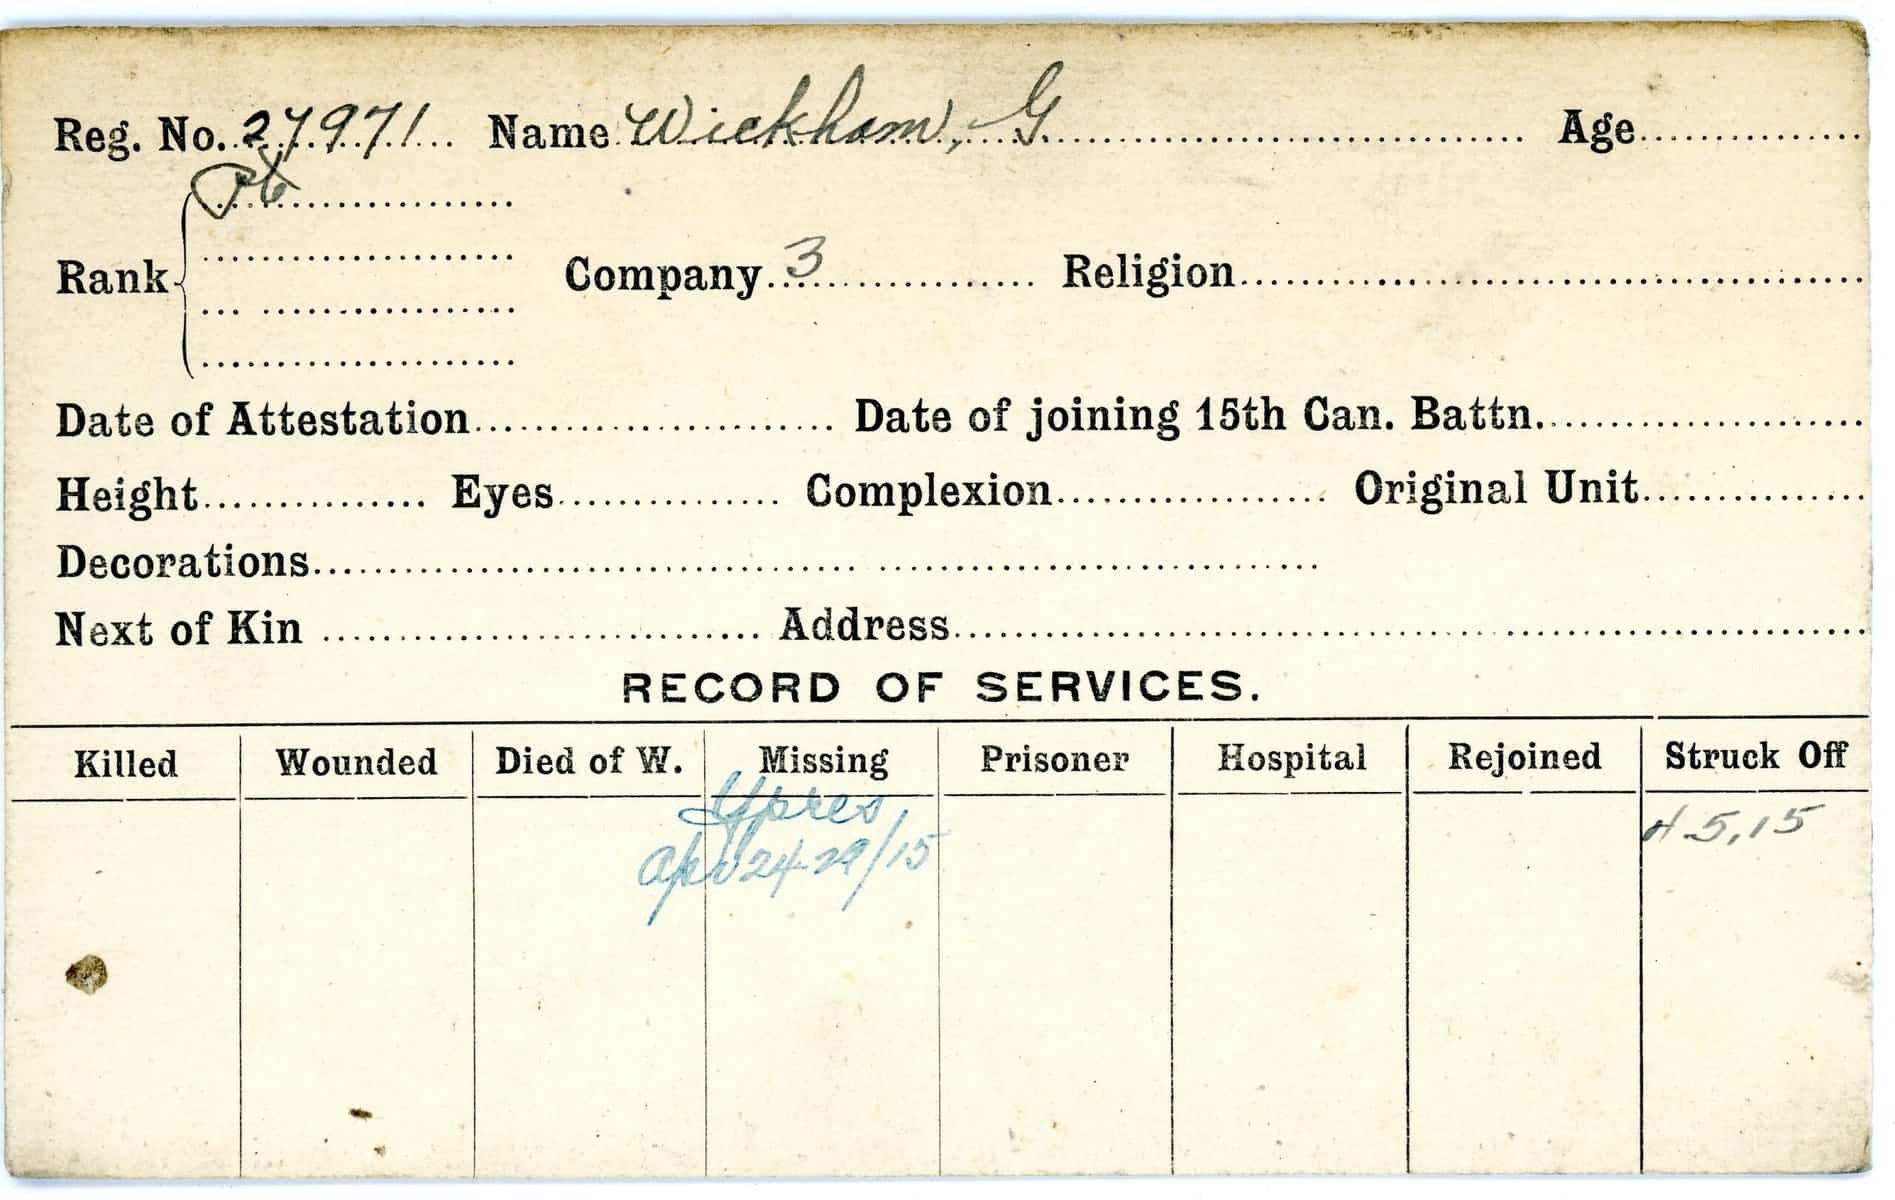 Reg. No. 27971 Name Wickham, G. Age
Pte
Rank Company 3 Religion
Date of Attestation Date of joining 15th Can. Battn.
Height Eyes Complexion Original Unit
Decorations
Next of Kin Address
RECORD OF SERVICES.
Killed Wounded Died of W. Missing Prisoner Hospital Rejoined Struck Off
Ypres 4.5.15
Apr 24-29/15